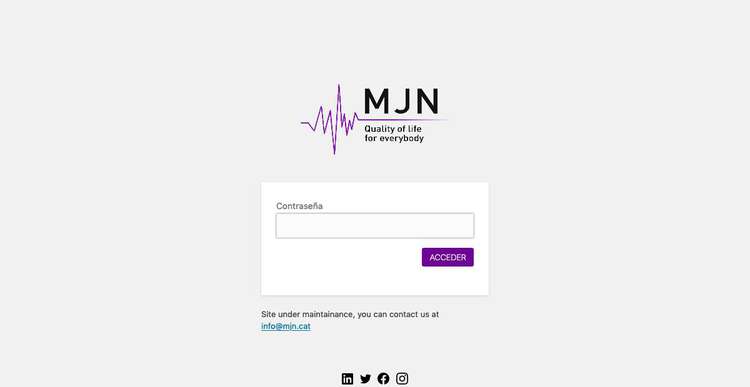 MJN
Quality of life
for everybody
Contraseña
ACCEDER
Site under maintainance, you can contact us at
info@mjn.cat